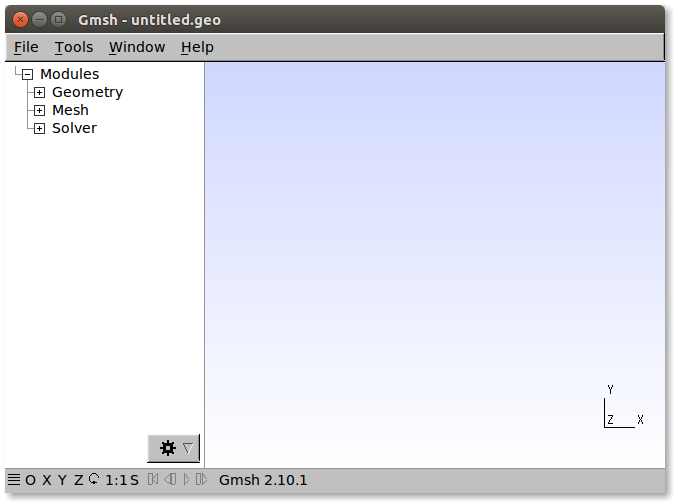 Gmsh - untitled.geo
File Tools Window Help
Modules
Geometry
Mesh
Solver
Y
Z X
O X Y Z 1:1 S Gmsh 2.10.1